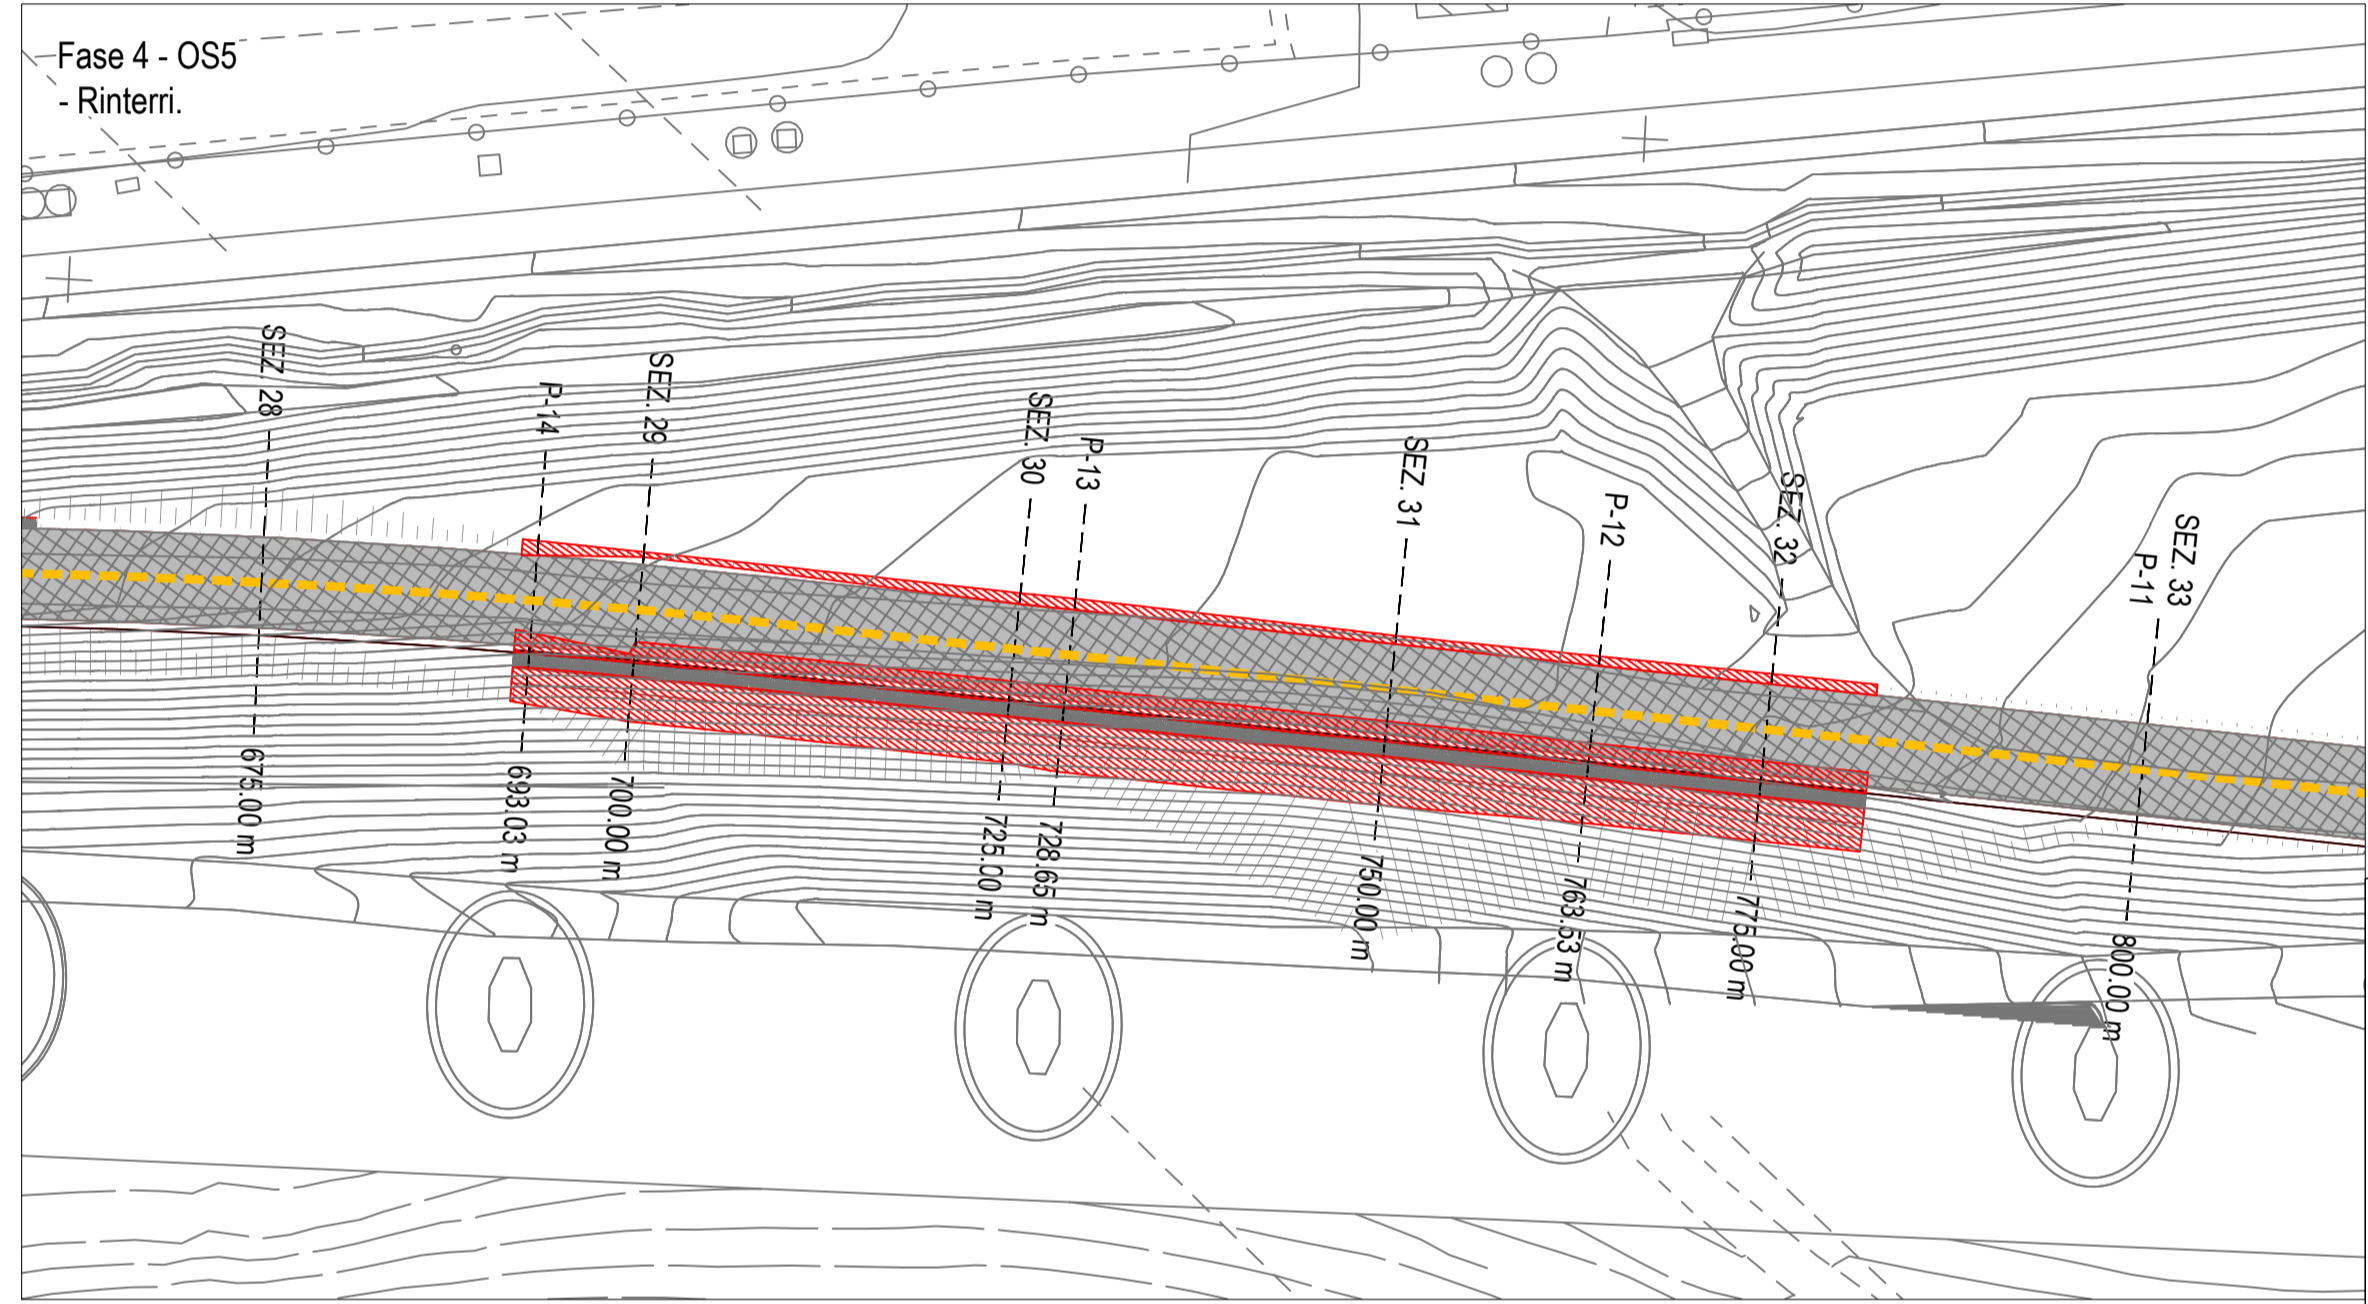 Fase 4 - OS5
- Rinterri.
SEZ. 28
P-14
SEZ. 29
SEZ. 30
P-13
SEZ. 31
P-12
SEZ. 32
P-11
SEZ. 33
675.00 m
693.03 m
700.00 m
725.00 m
728.65 m
750.00 m
763.53 m
775.00 m
800.00 m